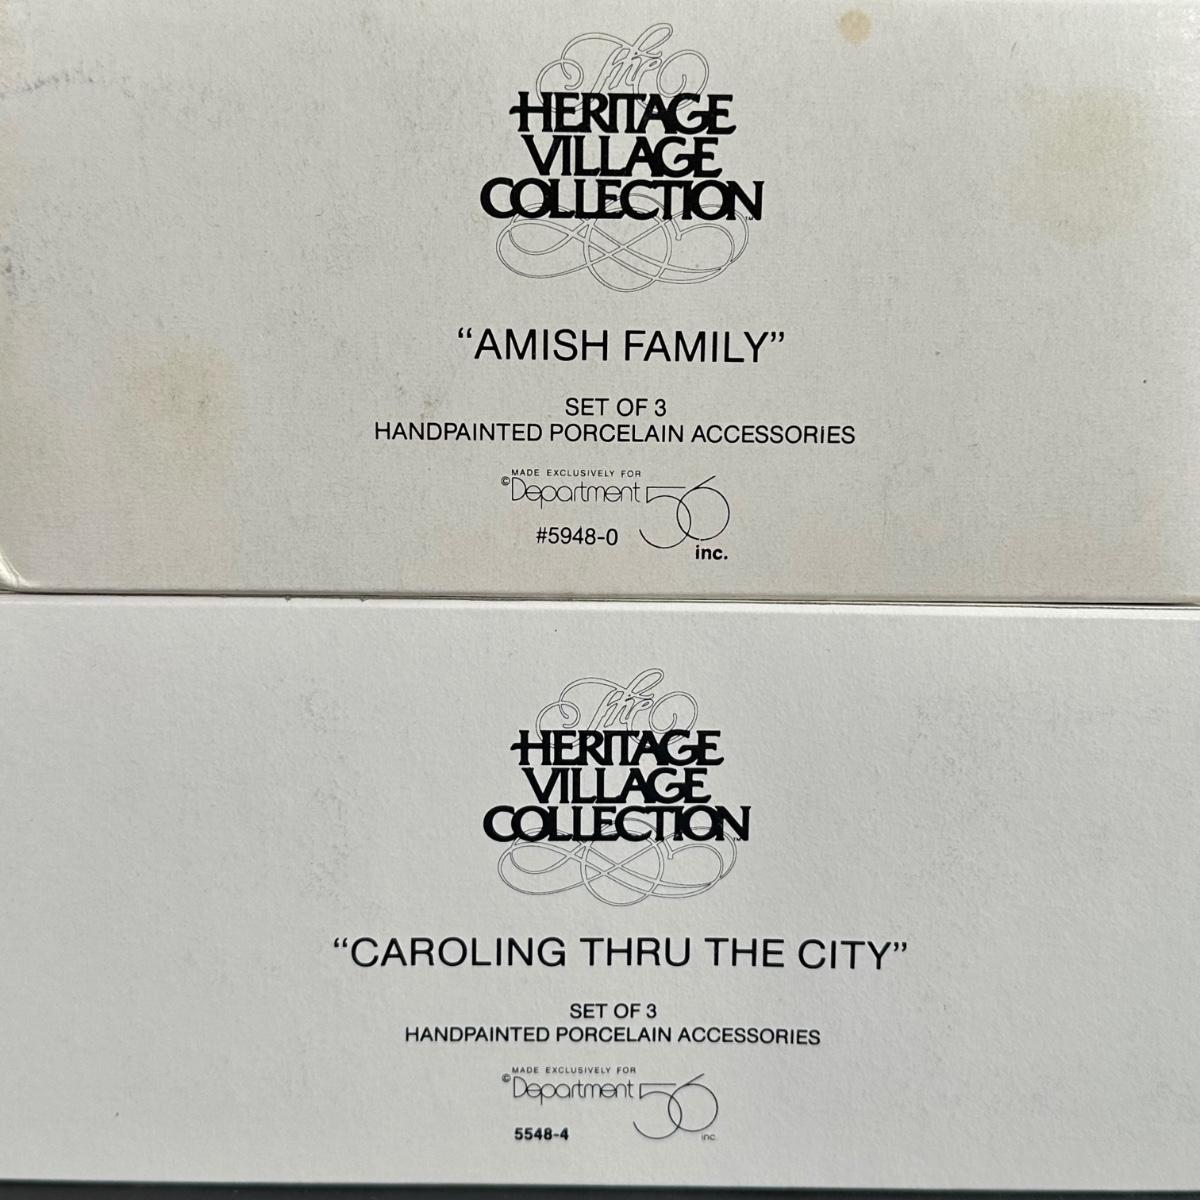 The
HERITAGE
VILLAGE
COLLECTION™
“AMISH FAMILY”
SET OF 3
HANDPAINTED PORCELAIN ACCESSORIES
MADE EXCLUSIVELY FOR
©Department 56
#5948-0
inc.
The
HERITAGE
VILLAGE
COLLECTION™
“CAROLING THRU THE CITY”
SET OF 3
HANDPAINTED PORCELAIN ACCESSORIES
MADE EXCLUSIVELY FOR
©Department 56
5548-4
inc.